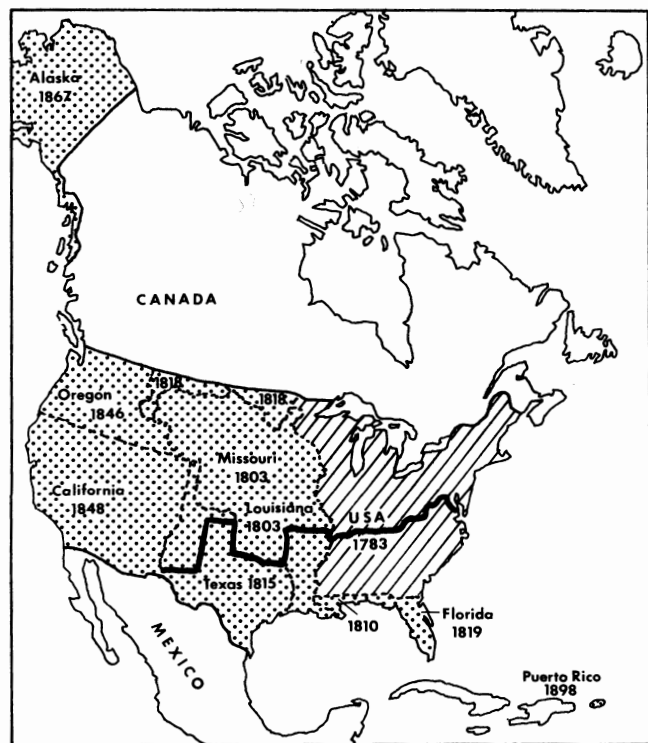 Alaska
1867
CANADA
1818
1818
Oregon
1846
Missouri
1803
California
1848
Louisiana
1803
USA
1783
Texas 1815
1810
Florida
1819
MEXICO
Puerto Rico
1898